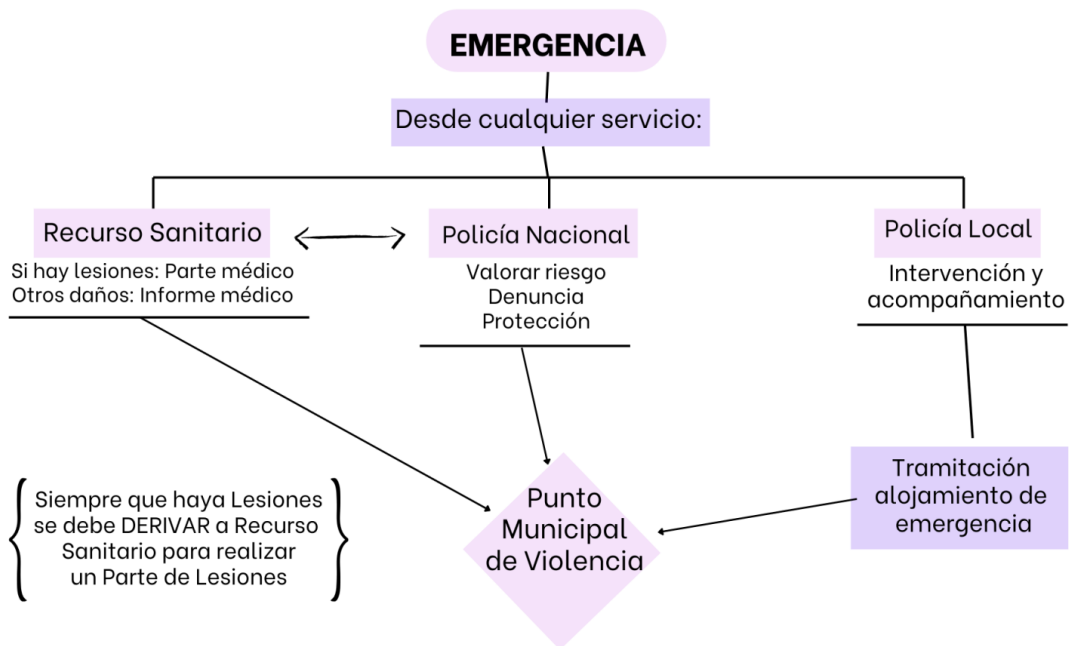 EMERGENCIA
Desde cualquier servicio:
Recurso Sanitario
Si hay lesiones: Parte médico
Otros daños: Informe médico
Policía Nacional
Valorar riesgo
Denuncia
Protección
Policía Local
Intervención y
acompañamiento
Siempre que haya Lesiones
se debe DERIVAR a Recurso
Sanitario para realizar
un Parte de Lesiones
Punto
Municipal
de Violencia
Tramitación
alojamiento de
emergencia